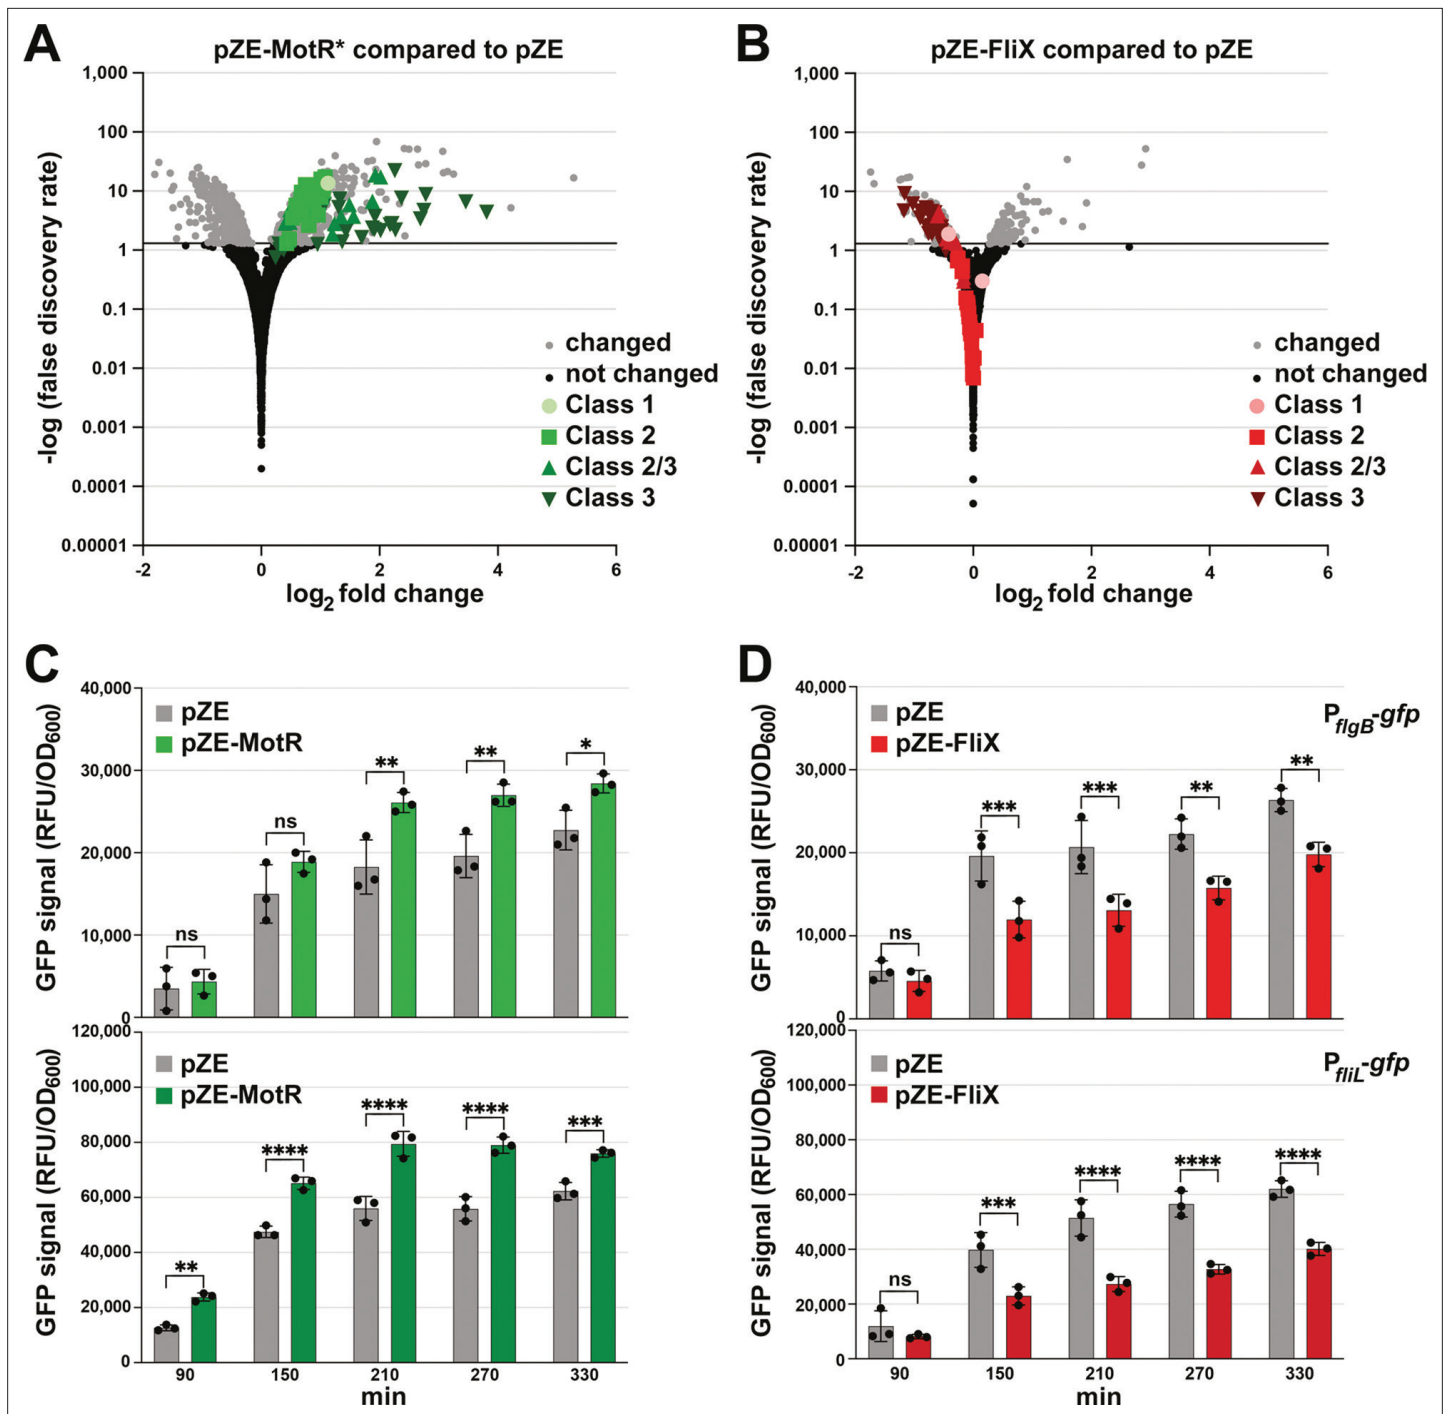 A
pZE-MotR* compared to pZE
1,000
100
10
1
0.1
0.01
0.001
0.0001
0.00001
-log (false discovery rate)
changed
not changed
Class 1
Class 2
Class 2/3
Class 3
-2 0 2 4 6
log2 fold change
B
pZE-FliX compared to pZE
1,000
100
10
1
0.1
0.01
0.001
0.0001
0.00001
-log (false discovery rate)
changed
not changed
Class 1
Class 2
Class 2/3
Class 3
-2 0 2 4 6
log2 fold change
C
40,000
30,000
20,000
10,000
0
GFP signal (RFU/OD600)
pZE
pZE-MotR
ns ns ** ** *
120,000
100,000
80,000
60,000
40,000
20,000
0
GFP signal (RFU/OD600)
pZE
pZE-MotR
** **** **** **** ***
90 150 210 270 330
min
D
40,000
30,000
20,000
10,000
0
GFP signal (RFU/OD600)
pZE
pZE-FliX
PflgB-gfp
ns *** *** ** **
120,000
100,000
80,000
60,000
40,000
20,000
0
GFP signal (RFU/OD600)
pZE
pZE-FliX
PfliL-gfp
ns *** **** **** ****
90 150 210 270 330
min